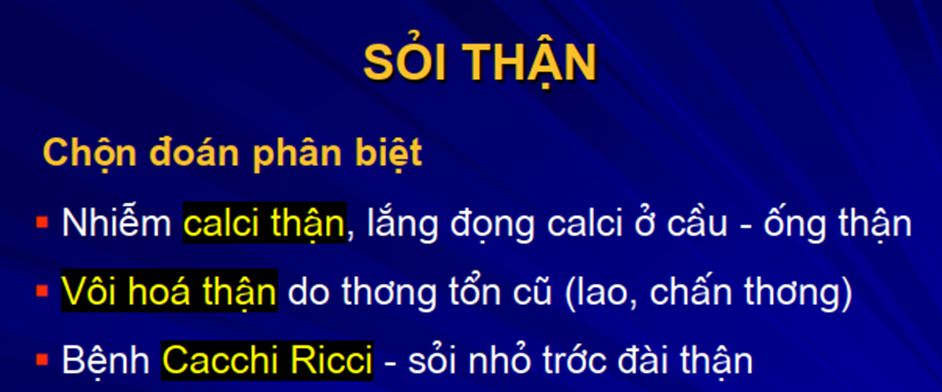 SỎI THẬN
Chộn đoán phân biệt
Nhiễm calci thận, lắng đọng calci ở cầu - ống thận
Vôi hoá thận do thơng tổn cũ (lao, chấn thơng)
Bệnh Cacchi Ricci - sỏi nhỏ trớc đài thận